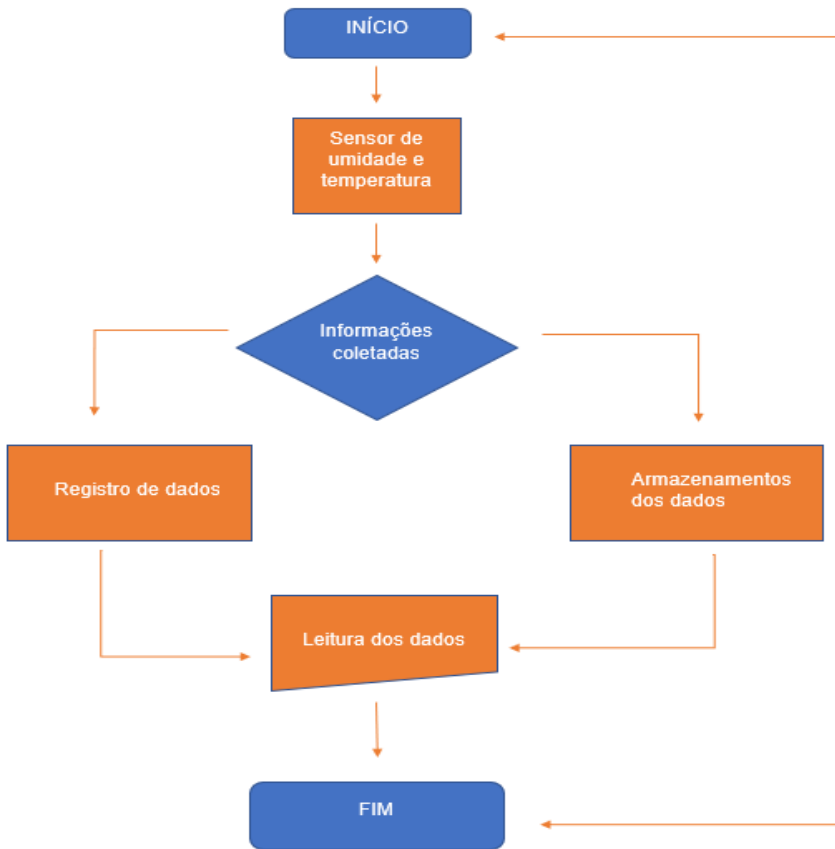 INÍCIO
Sensor de
umidade e
temperatura
Informações
coletadas
Registro de dados
Armazenamentos
dos dados
Leitura dos dados
FIM